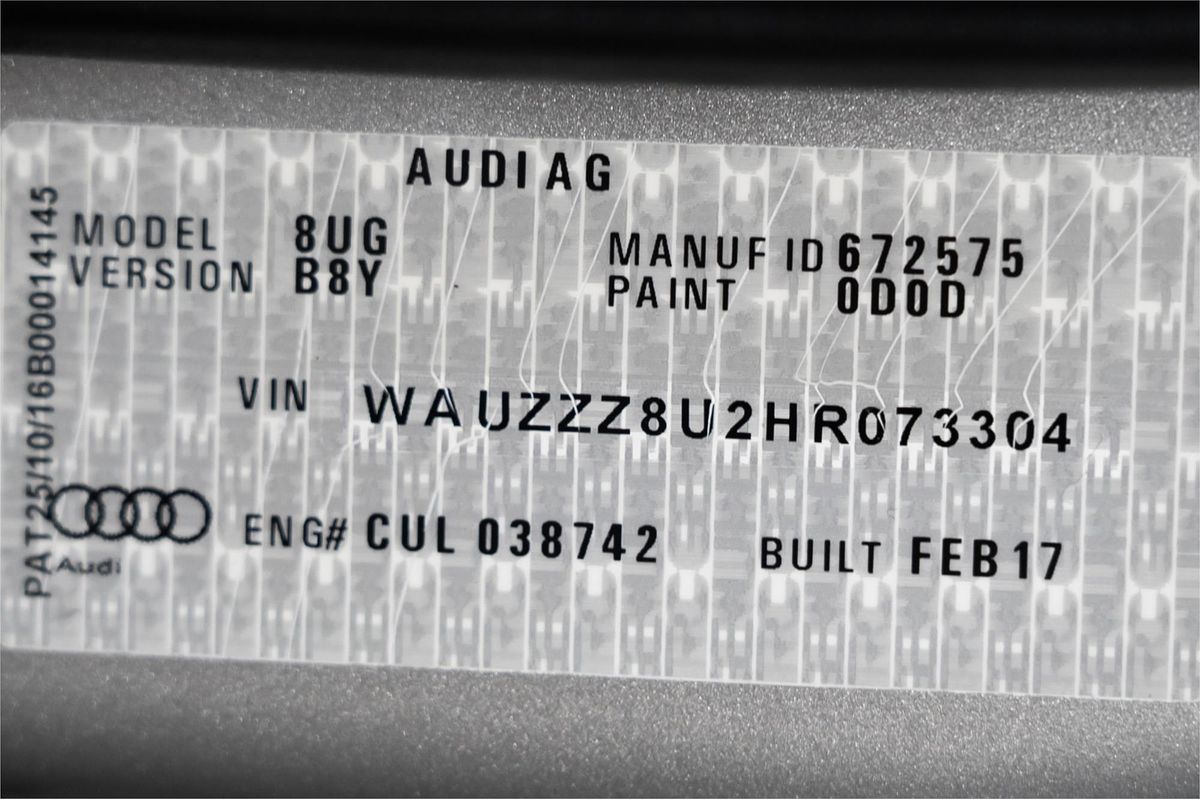 AUDI AG
MODEL 8UG
VERSION B8Y
MANUF ID 672575
PAINT 0D0D
VIN WAUZZZ8U2HR073304
ENG# CUL 038742
BUILT FEB 17
Audi
PAT25/10/16B000014145